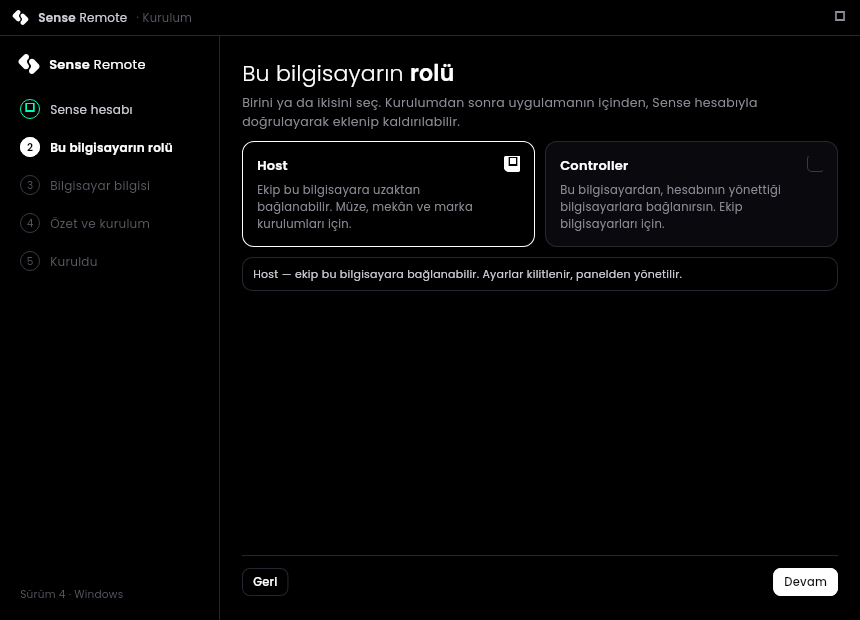 Sense Remote · Kurulum
Sense Remote
Sense hesabı
2 Bu bilgisayarın rolü
3 Bilgisayar bilgisi
4 Özet ve kurulum
5 Kuruldu
Sürüm 4 · Windows
Bu bilgisayarın rolü
Birini ya da ikisini seç. Kurulumdan sonra uygulamanın içinden, Sense hesabıyla
doğrulayarak eklenip kaldırılabilir.
Host
Ekip bu bilgisayara uzaktan
bağlanabilir. Müze, mekân ve marka
kurulumları için.
Controller
Bu bilgisayardan, hesabının yönettiği
bilgisayarlara bağlanırsın. Ekip
bilgisayarları için.
Host — ekip bu bilgisayara bağlanabilir. Ayarlar kilitlenir, panelden yönetilir.
Geri
Devam